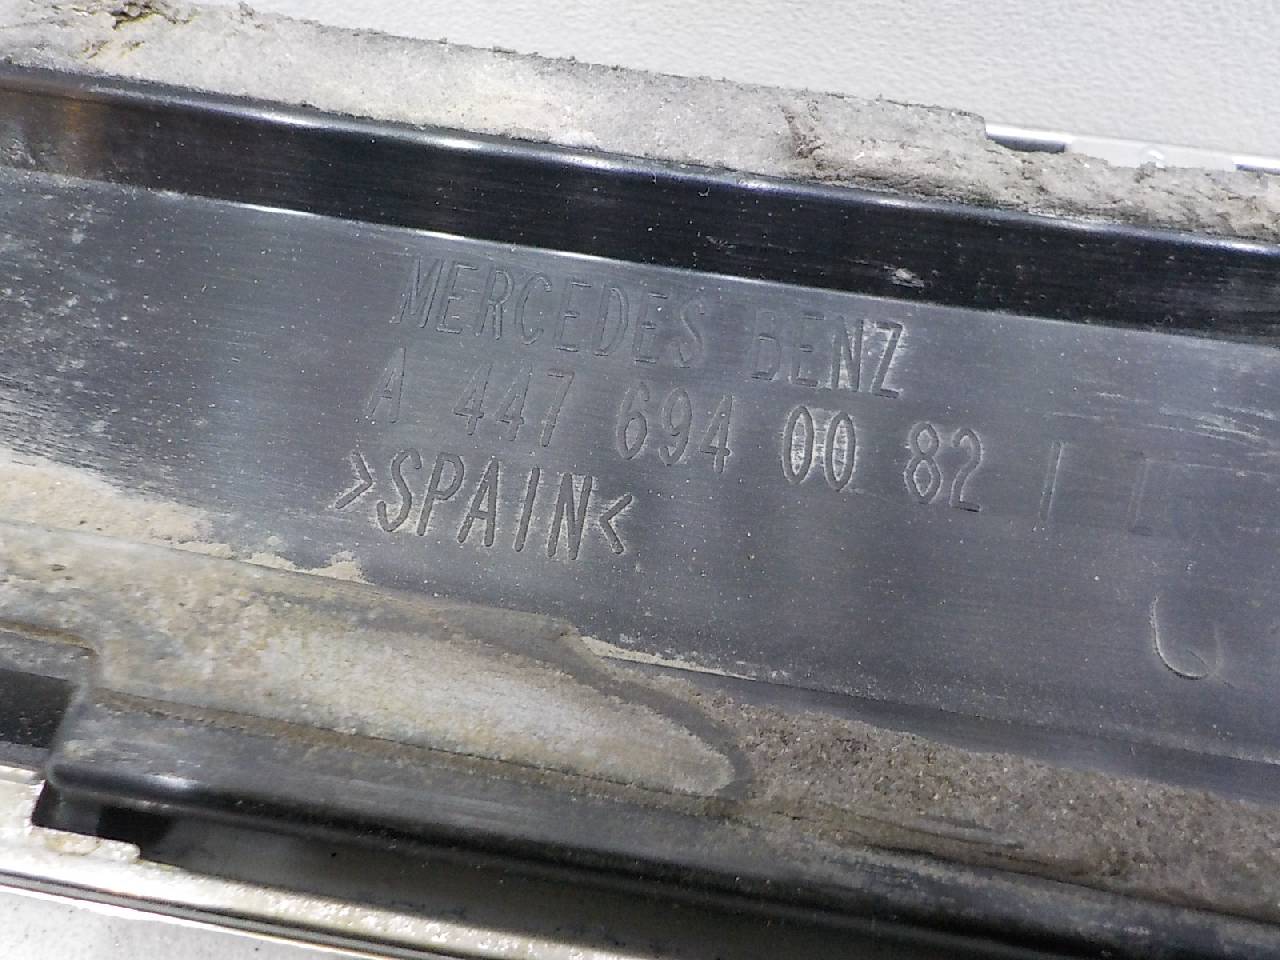 MERCEDES BENZ
A 447 694 00 82
>SPAIN<